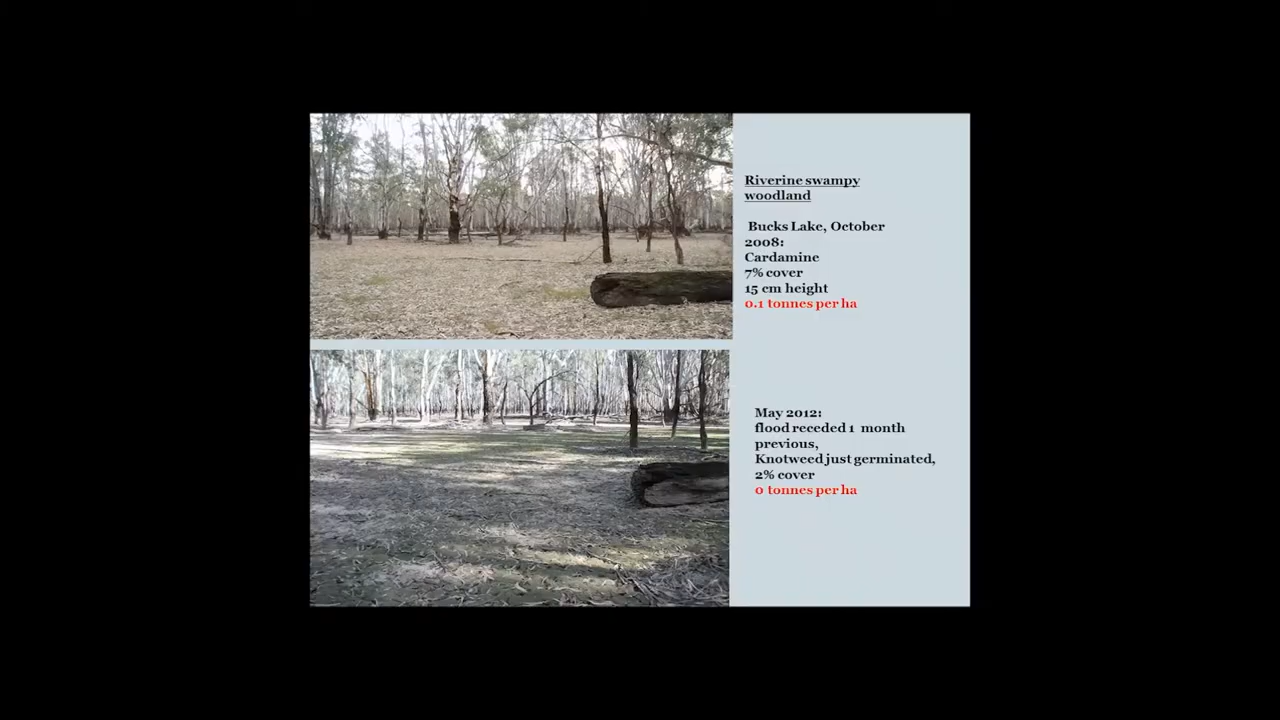 Riverine swampy
woodland
Bucks Lake, October
2008:
Cardamine
7% cover
15 cm height
0.1 tonnes per ha
May 2012:
flood receded 1 month
previous,
Knotweed just germinated,
2% cover
0 tonnes per ha